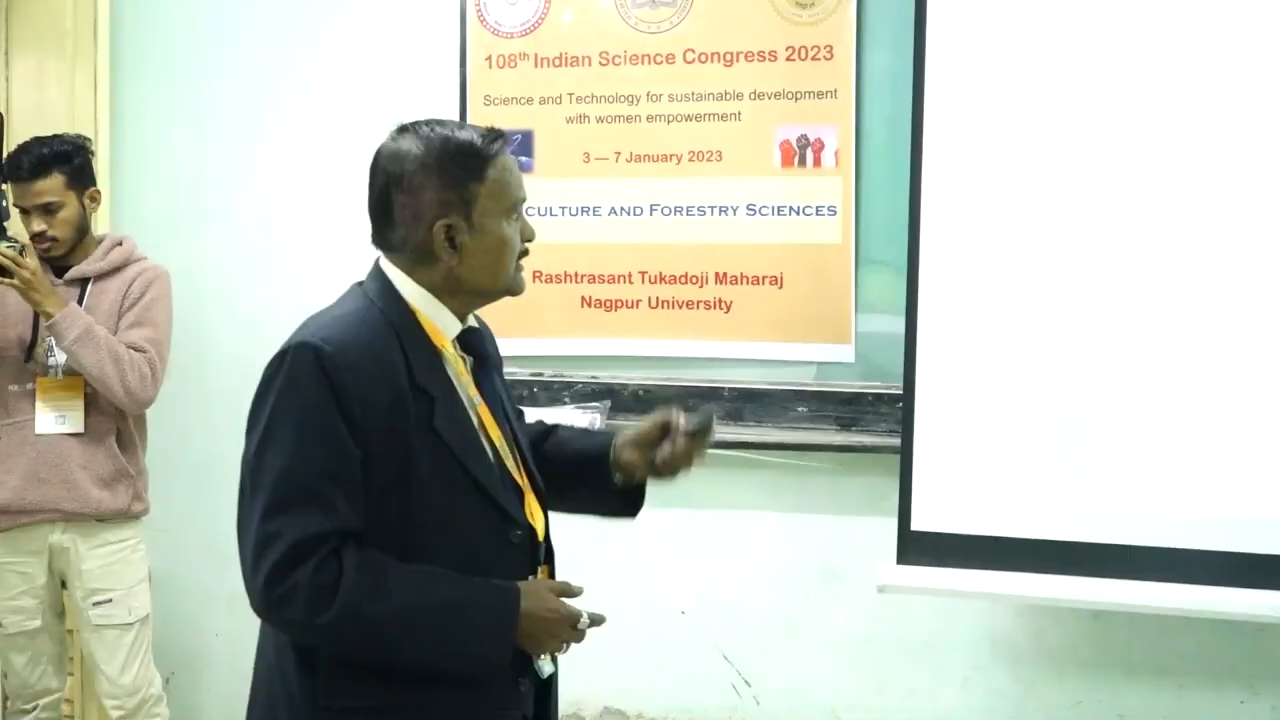 108th Indian Science Congress 2023
Science and Technology for sustainable development
with women empowerment
3 — 7 January 2023
CULTURE AND FORESTRY SCIENCES
Rashtrasant Tukadoji Maharaj
Nagpur University